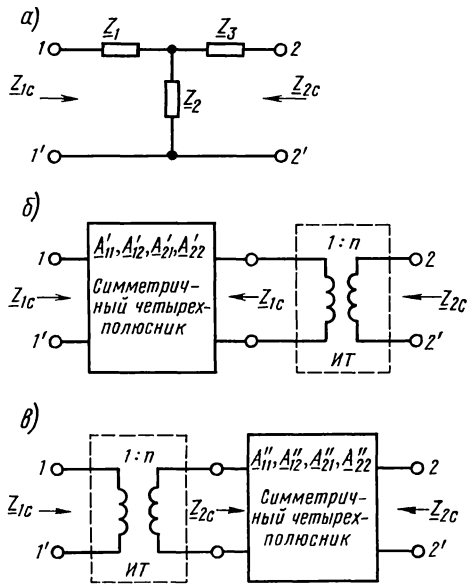 а)
Z1 Z3
1 2
Z1c Z2 Z2c
1' 2'
б)
A'11, A'12, A'21, A'22 1:n
1 2
Z1c Симметрич- Z1c Z2c
ный четырех-
полюсник
1' 2'
ИТ
в)
1:n A''11, A''12, A''21, A''22
1 2
Z1c Z2c Симметрич- Z2c
ный четырех-
полюсник
1' 2'
ИТ